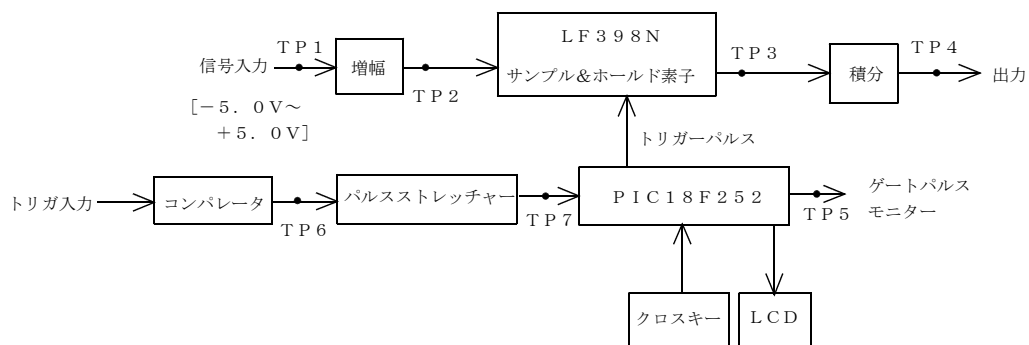 ＬＦ３９８Ｎ
サンプル＆ホールド素子
ＴＰ１
増幅
ＴＰ２
信号入力
［－５．０Ｖ～
＋５．０Ｖ］
ＴＰ３
積分
ＴＰ４
出力
トリガーパルス
トリガ入力
コンパレータ
ＴＰ６
パルスストレッチャー
ＴＰ７
ＰＩＣ１８Ｆ２５２
ＴＰ５
ゲートパルス
モニター
クロスキー
ＬＣＤ